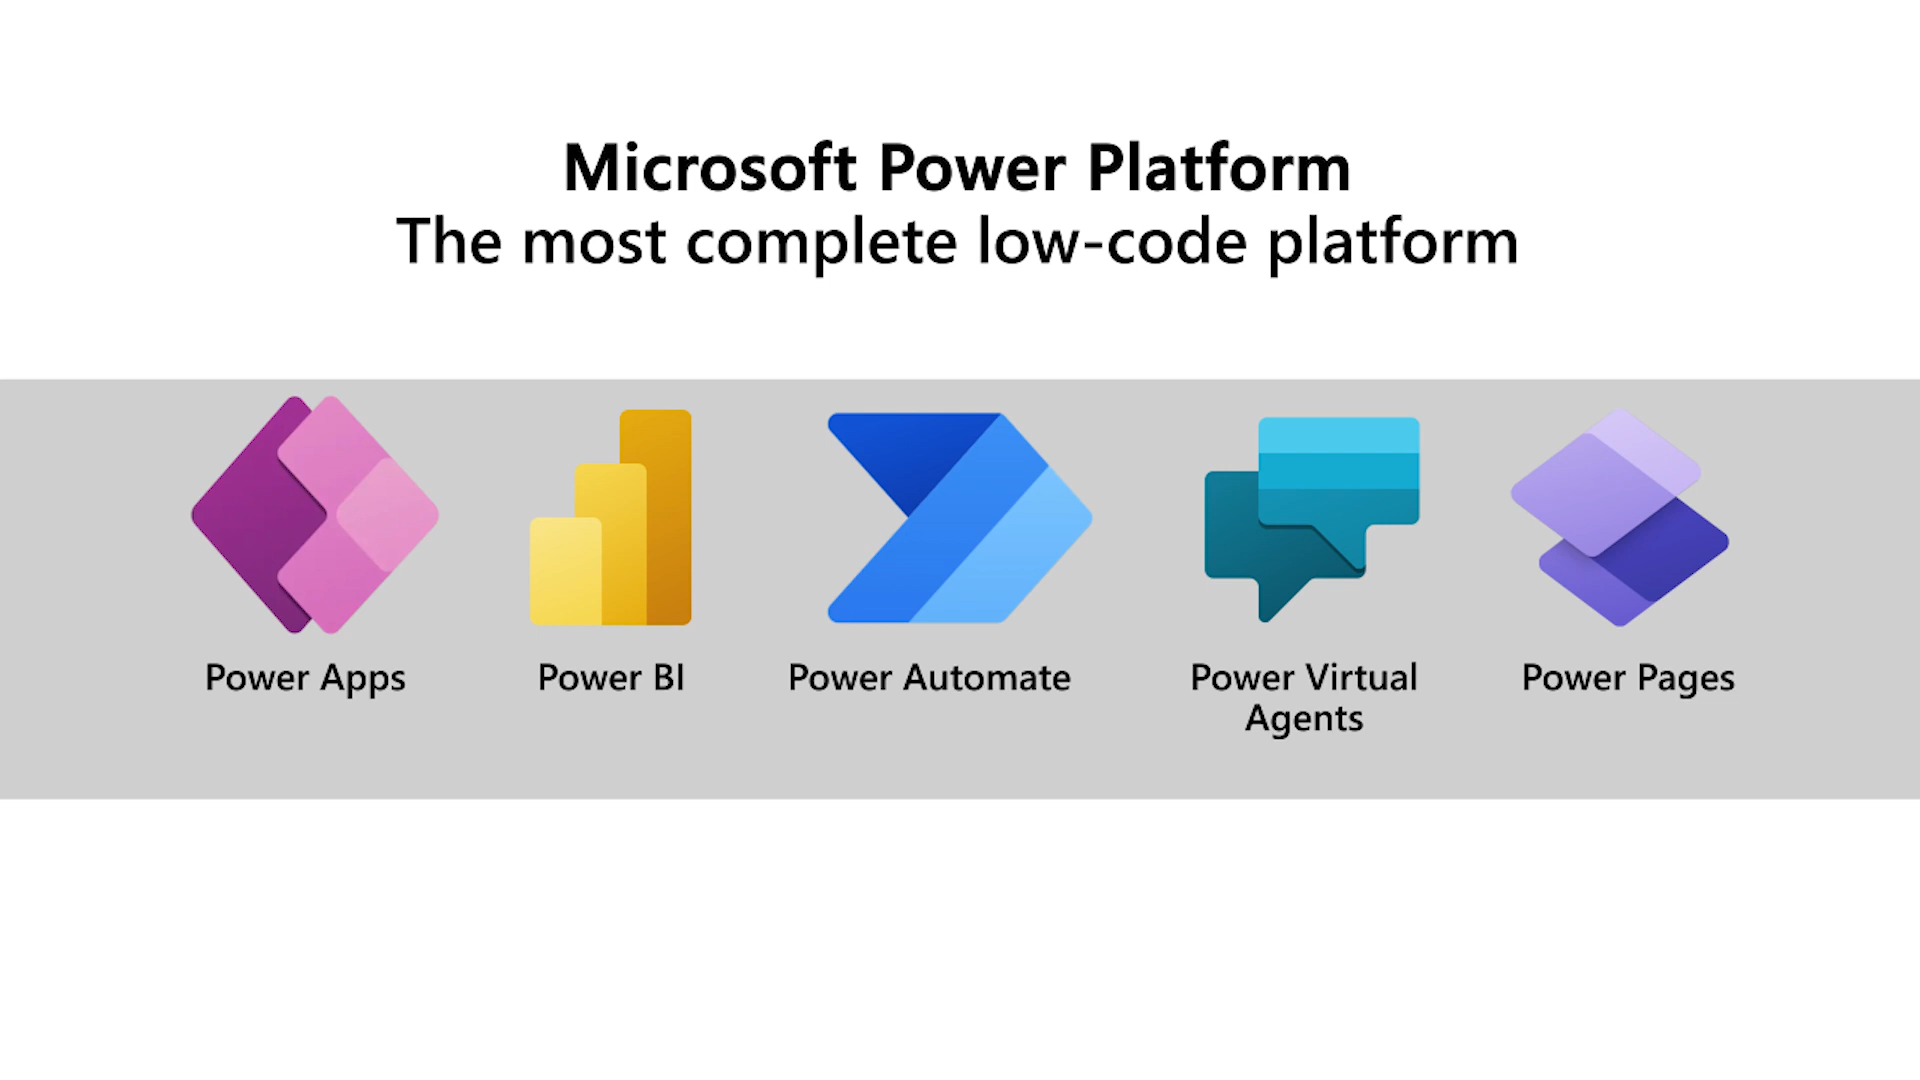 Microsoft Power Platform
The most complete low-code platform
Power Apps
Power BI
Power Automate
Power Virtual
Agents
Power Pages